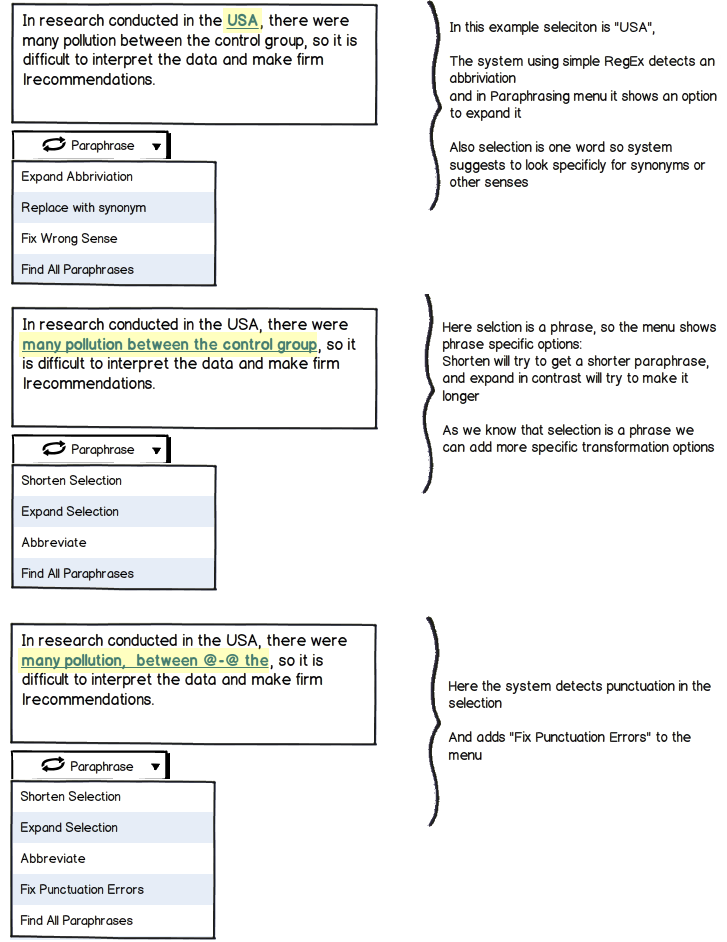 In research conducted in the USA, there were
many pollution between the control group, so it is
difficult to interpret the data and make firm
lrecommendations.
Paraphrase
Expand Abbriviation
Replace with synonym
Fix Wrong Sense
Find All Paraphrases
In this example seleciton is "USA",
The system using simple RegEx detects an
abbriviation
and in Paraphrasing menu it shows an option
to expand it
Also selection is one word so system
suggests to look specificly for synonyms or
other senses
In research conducted in the USA, there were
many pollution between the control group, so it
is difficult to interpret the data and make firm
lrecommendations.
Paraphrase
Shorten Selection
Expand Selection
Abbreviate
Find All Paraphrases
Here selction is a phrase, so the menu shows
phrase specific options:
Shorten will try to get a shorter paraphrase,
and expand in contrast will try to make it
longer
As we know that selection is a phrase we
can add more specific transformation options
In research conducted in the USA, there were
many pollution,  between @-@ the, so it is
difficult to interpret the data and make firm
lrecommendations.
Paraphrase
Shorten Selection
Expand Selection
Abbreviate
Fix Punctuation Errors
Find All Paraphrases
Here the system detects punctuation in the
selection
And adds "Fix Punctuation Errors" to the
menu